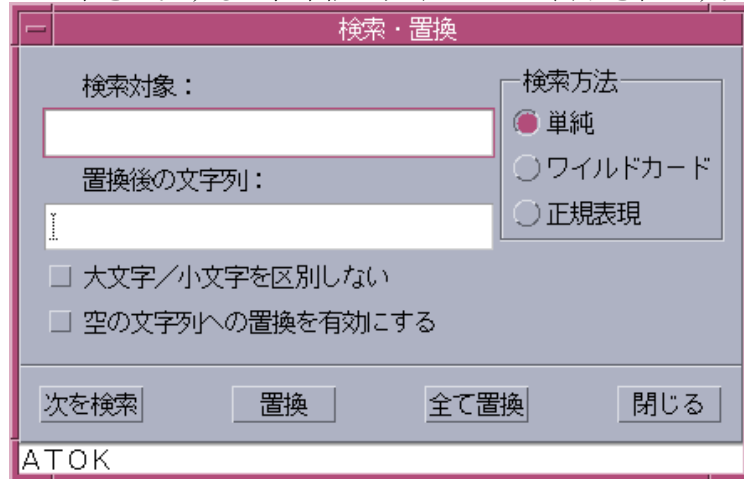 検索・置換
検索対象：
置換後の文字列：
大文字／小文字を区別しない
空の文字列への置換を有効にする
検索方法
単純
ワイルドカード
正規表現
次を検索
置換
全て置換
閉じる
ATOK